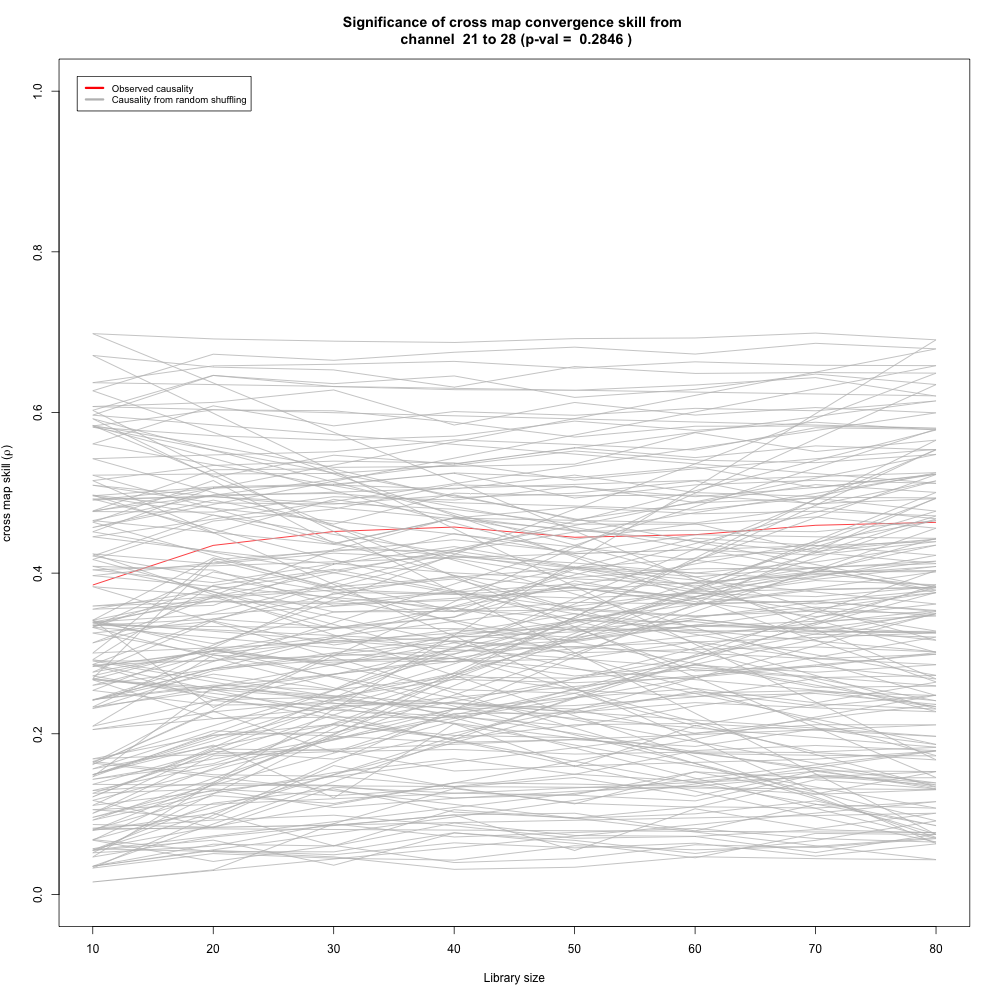 Significance of cross map convergence skill from
channel 21 to 28 (p-val = 0.2846 )
Observed causality
Causality from random shuffling
1.0
0.8
0.6
0.4
0.2
0.0
cross map skill (ρ)
10 20 30 40 50 60 70 80
Library size